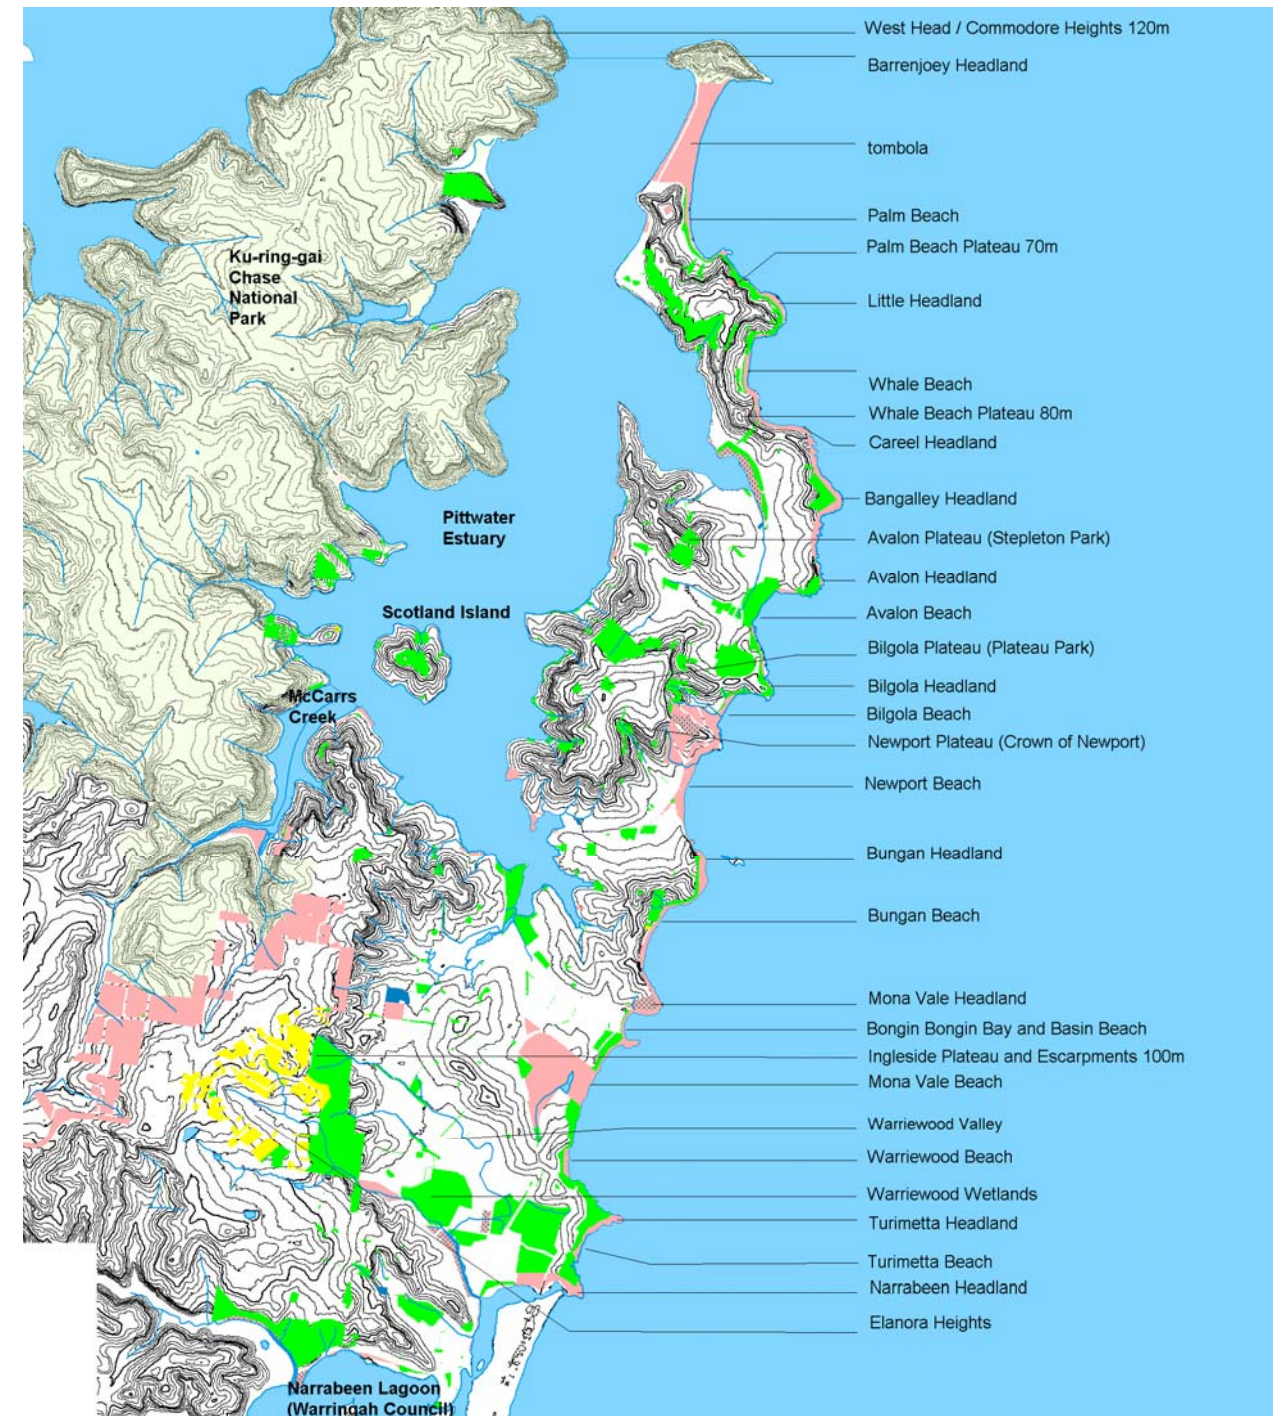 West Head / Commodore Heights 120m
Barrenjoey Headland
tombola
Palm Beach
Palm Beach Plateau 70m
Ku-ring-gai
Chase
National
Park
Little Headland
Whale Beach
Whale Beach Plateau 80m
Careel Headland
Bangalley Headland
Pittwater
Estuary
Avalon Plateau (Stepleton Park)
Avalon Headland
Scotland Island
Avalon Beach
Bilgola Plateau (Plateau Park)
Bilgola Headland
McCarrs
Creek
Bilgola Beach
Newport Plateau (Crown of Newport)
Newport Beach
Bungan Headland
Bungan Beach
Mona Vale Headland
Bongin Bongin Bay and Basin Beach
Ingleside Plateau and Escarpments 100m
Mona Vale Beach
Warriewood Valley
Warriewood Beach
Warriewood Wetlands
Turimetta Headland
Turimetta Beach
Narrabeen Headland
Elanora Heights
Narrabeen Lagoon
(Warringah Council)